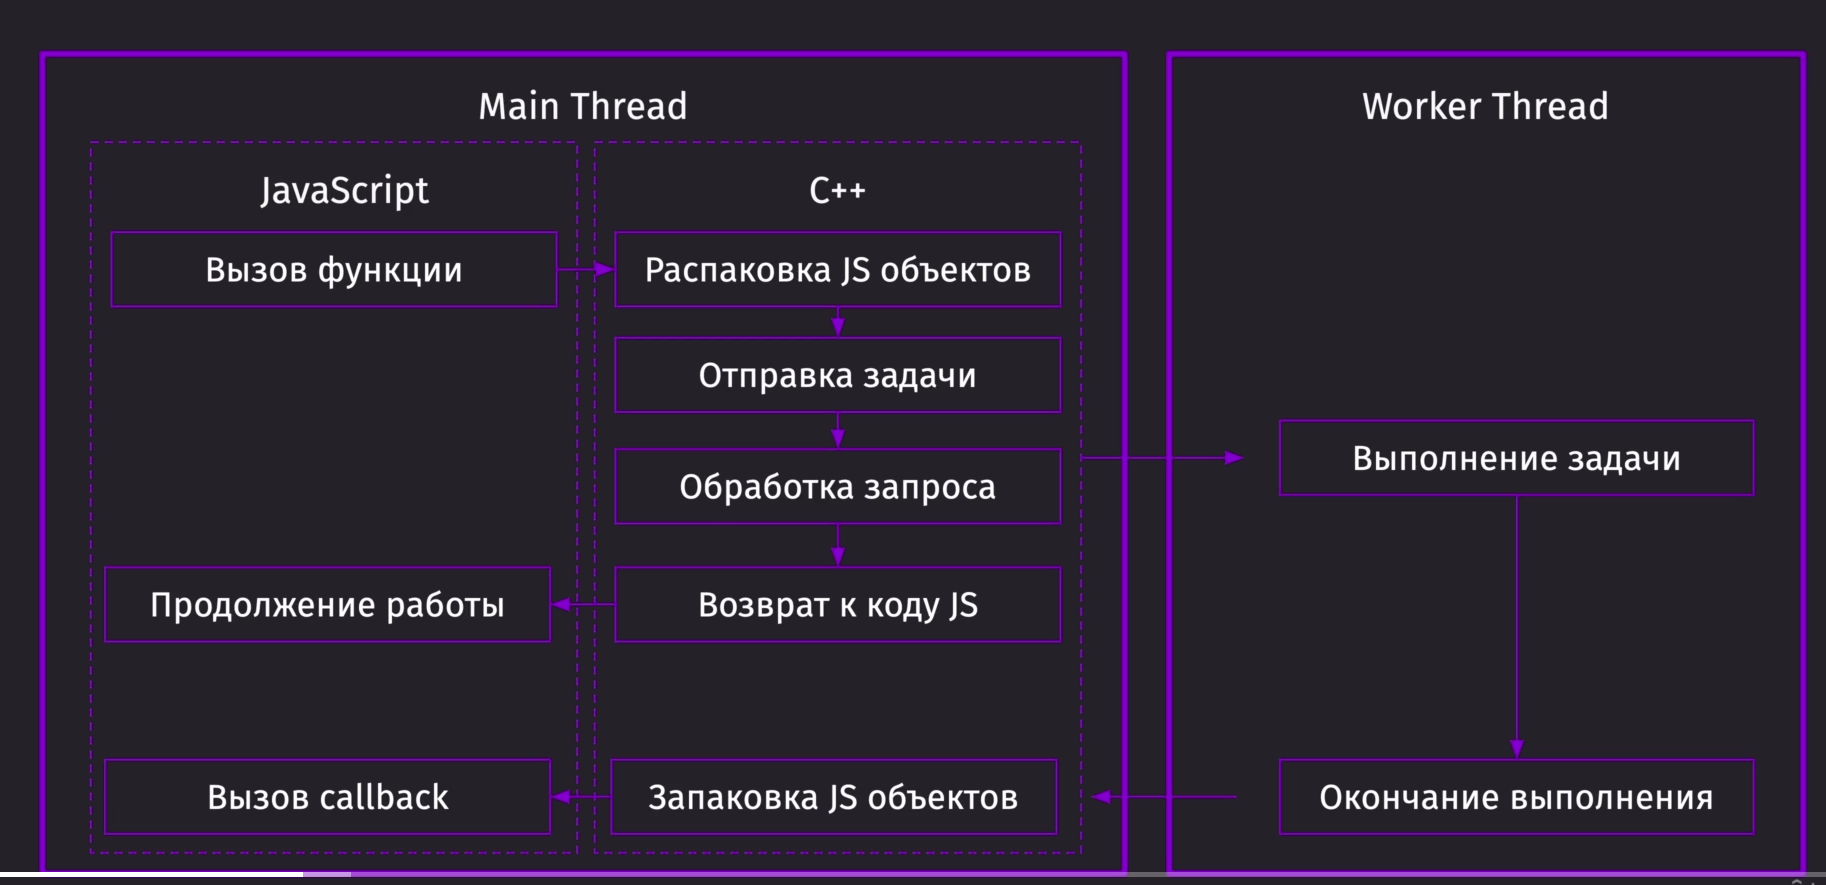 Main Thread
Worker Thread
JavaScript
C++
Вызов функции
Распаковка JS объектов
Отправка задачи
Обработка запроса
Выполнение задачи
Продолжение работы
Возврат к коду JS
Вызов callback
Запаковка JS объектов
Окончание выполнения